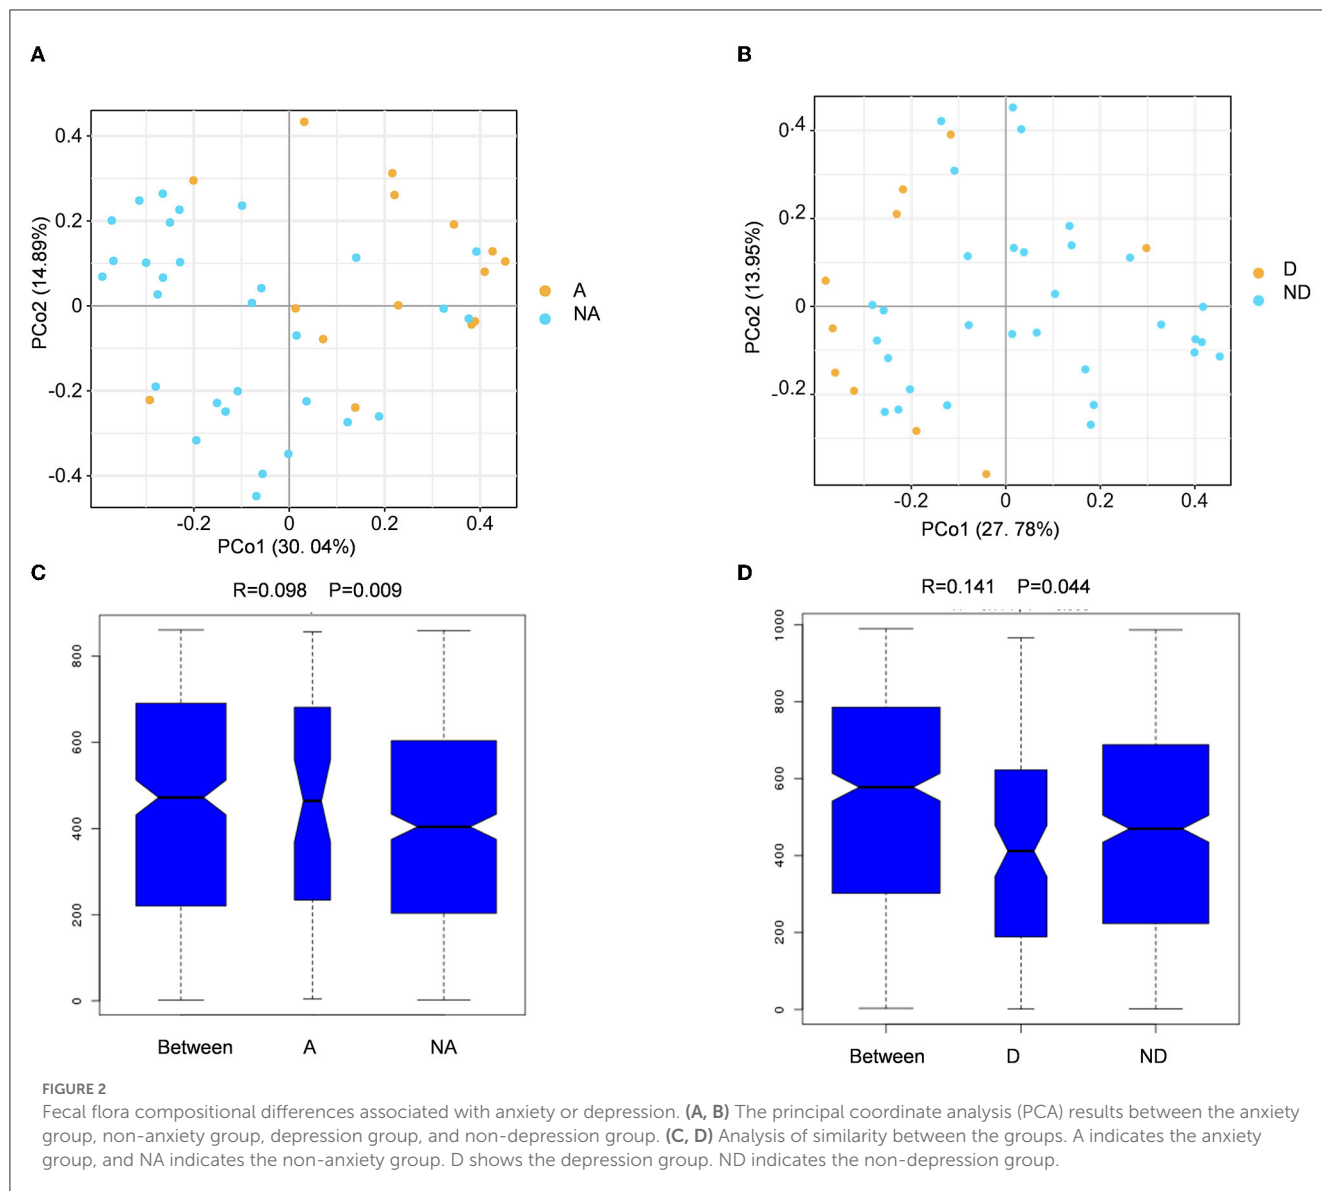 A
0.4
0.2
0
-0.2
-0.4
PCo2 (14.89%)
-0.2 0 0.2 0.4
PCo1 (30. 04%)
A
NA
B
0.4
0.2
0
-0.2
PCo2 (13.95%)
-0.2 0 0.2 0.4
PCo1 (27. 78%)
D
ND
C
R=0.098 P=0.009
800
600
400
200
0
Between A NA
D
R=0.141 P=0.044
1000
800
600
400
200
0
Between D ND
FIGURE 2
Fecal flora compositional differences associated with anxiety or depression. (A, B) The principal coordinate analysis (PCA) results between the anxiety
group, non-anxiety group, depression group, and non-depression group. (C, D) Analysis of similarity between the groups. A indicates the anxiety
group, and NA indicates the non-anxiety group. D shows the depression group. ND indicates the non-depression group.